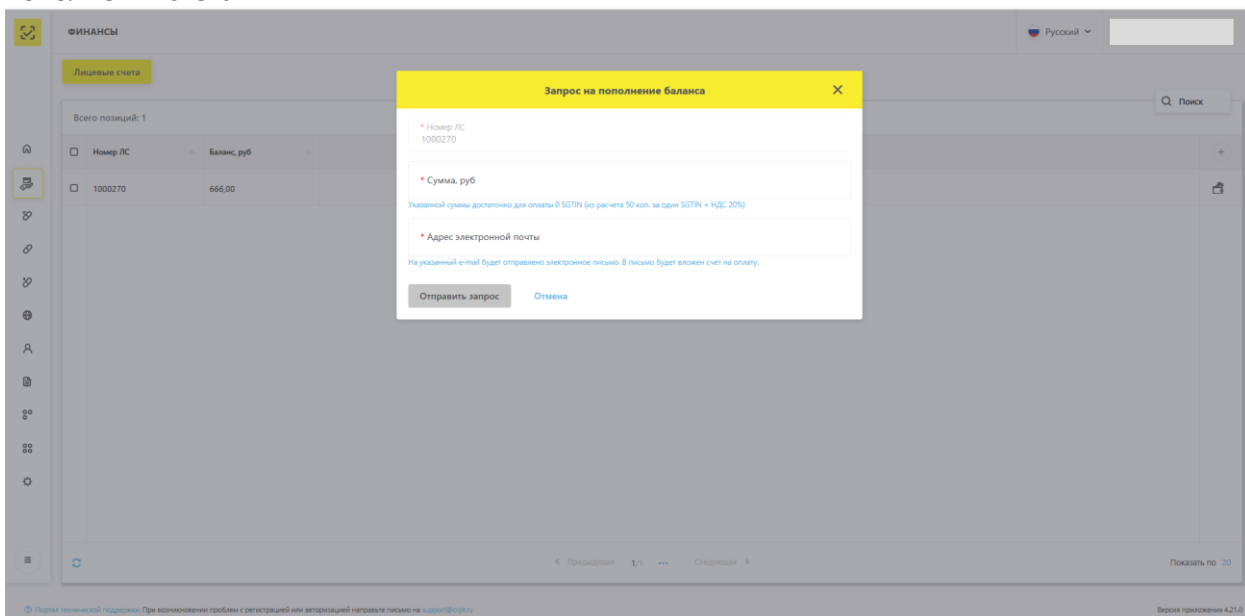 ФИНАНСЫ
Русский
Лицевые счета
Запрос на пополнение баланса
Поиск
Всего позиций: 1
* Номер ЛС
1000270
Номер ЛС
Баланс, руб
* Сумма, руб
1000270
666,00
Указанной суммы достаточно для оплаты 0 SGTIN (из расчета 50 коп. за один SGTIN + НДС 20%)
* Адрес электронной почты
На указанный e-mail будет отправлено электронное письмо. В письмо будет вложен счет на оплату.
Отправить запрос
Отмена
Предыдущая 1/1 ••• Следующая
Показать по 20
Портал технической поддержки. При возникновении проблем с регистрацией или авторизацией направьте письмо на support@crpt.ru
Версия приложения 4.21.0